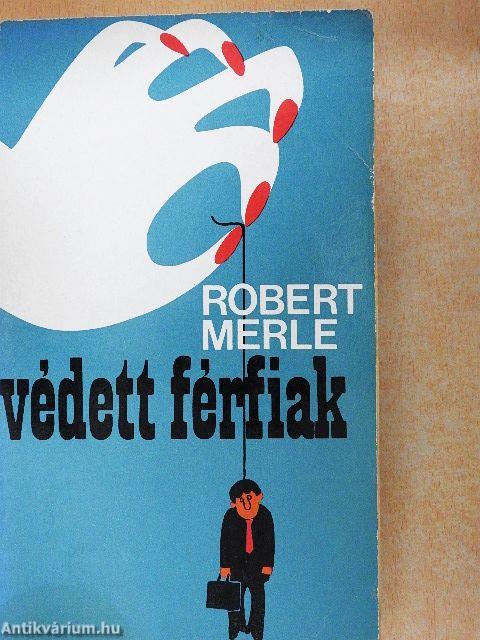 ROBERT
MERLE
védett férfiak
Antikvárium.hu